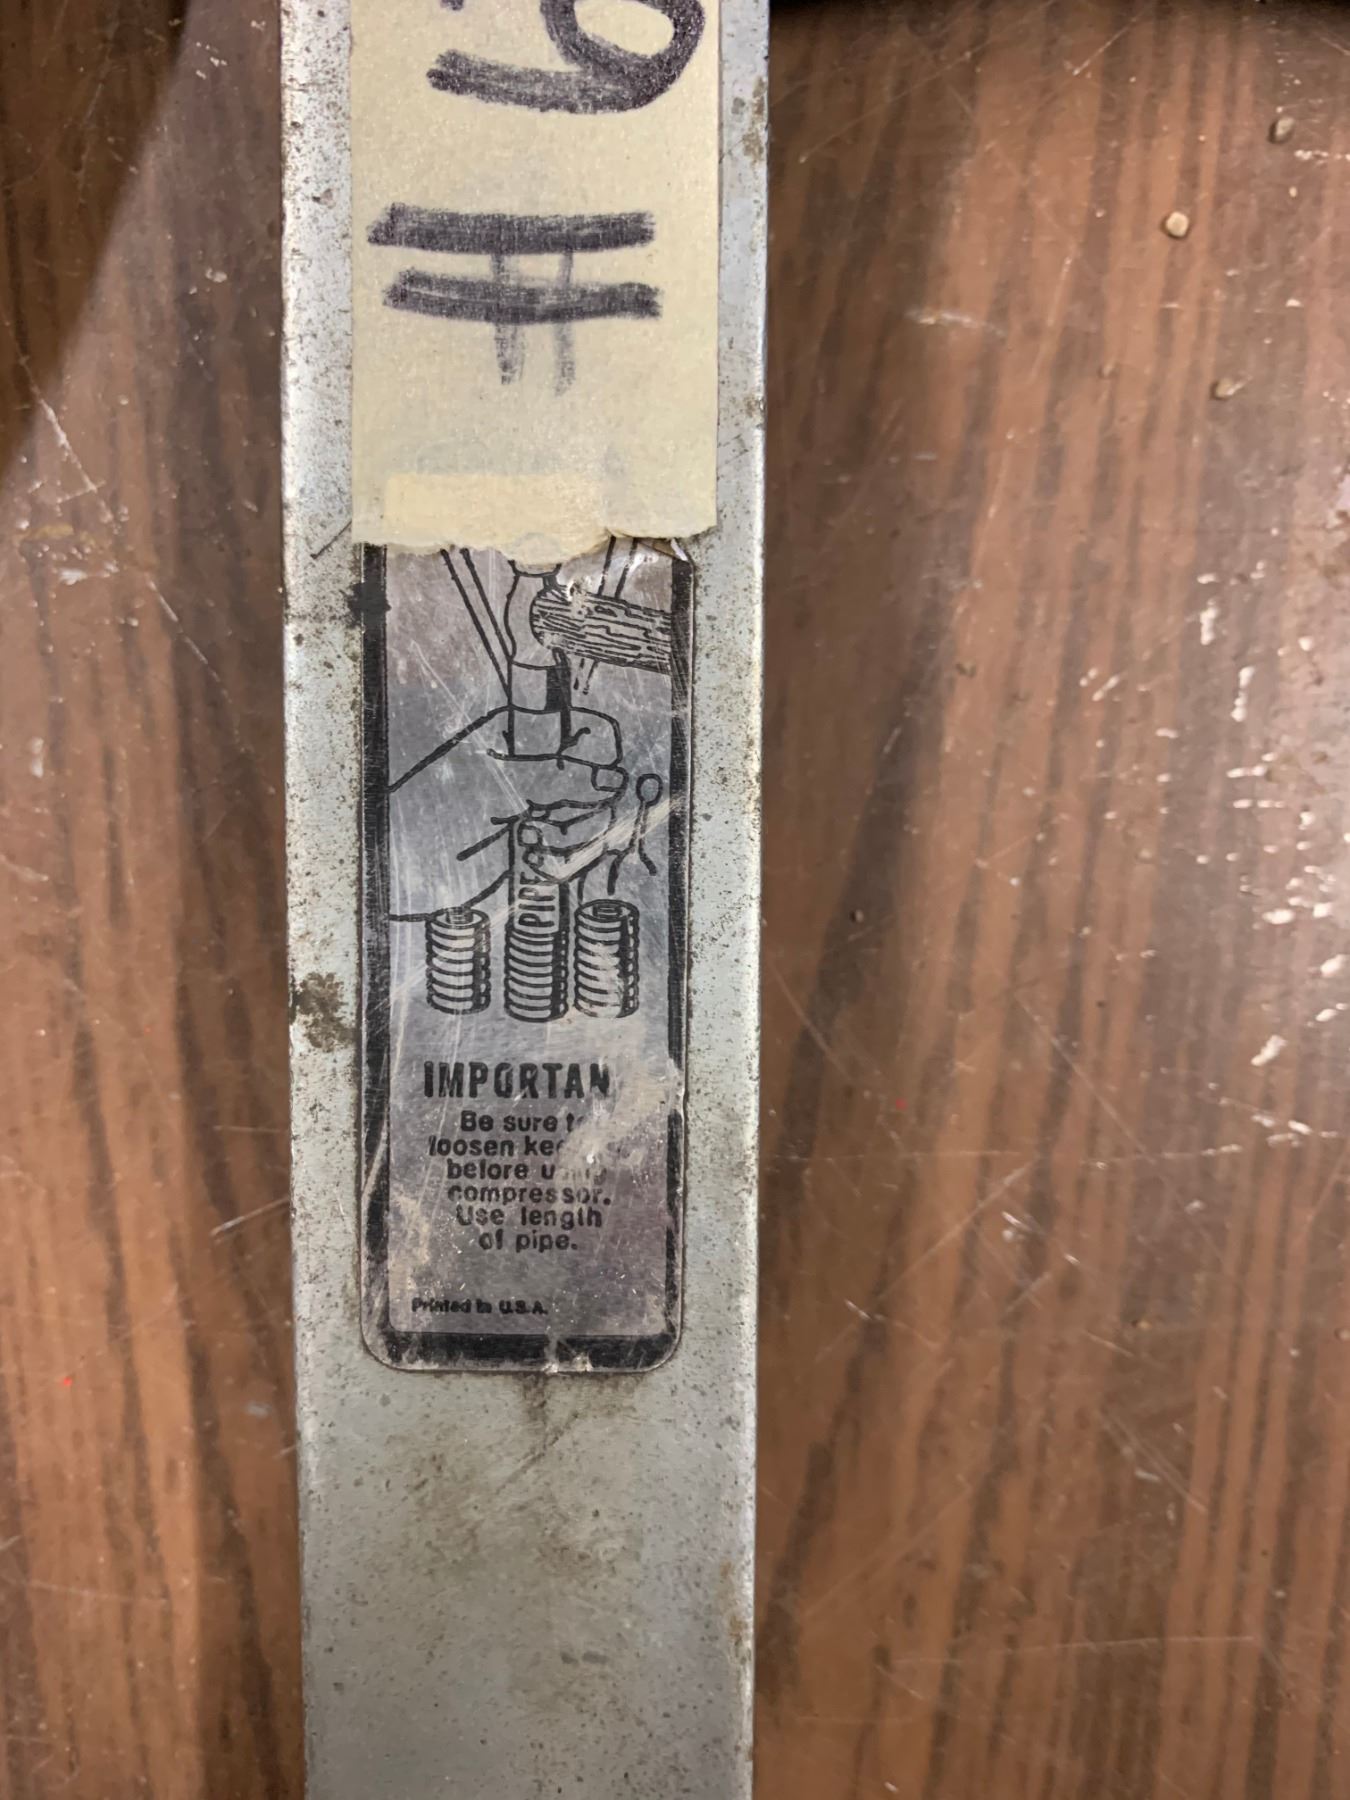 PIPE
IMPORTAN
Be sure
loosen
before
compressor.
Use length
of pipe.
Printed in U.S.A.